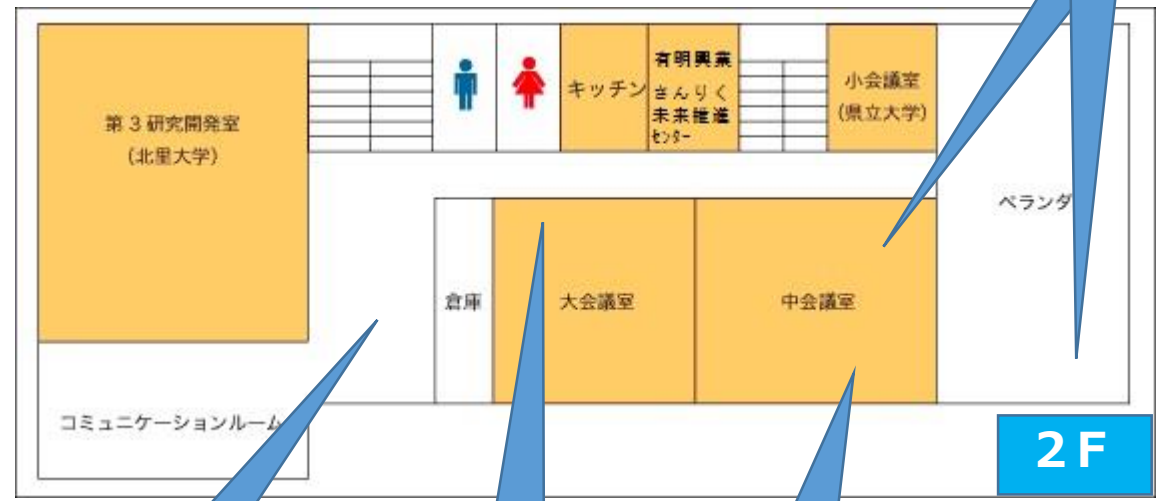 第3研究開発室
(北里大学)
キッチン
有明興業
さんりく
未来推進
センター
小会議室
(県立大学)
ベランダ
倉庫
大会議室
中会議室
コミュニケーションルーム
2F